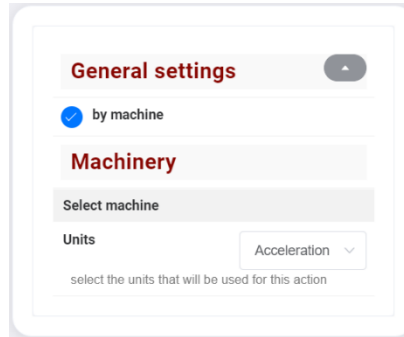 General settings
by machine
Machinery
Select machine
Units
Acceleration
select the units that will be used for this action